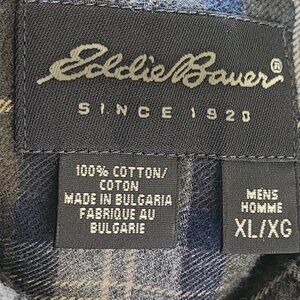 Eddie Bauer®
SINCE 1920
100% COTTON/
COTON
MADE IN BULGARIA
FABRIQUE AU
BULGARIE
MENS
HOMME
XL/XG